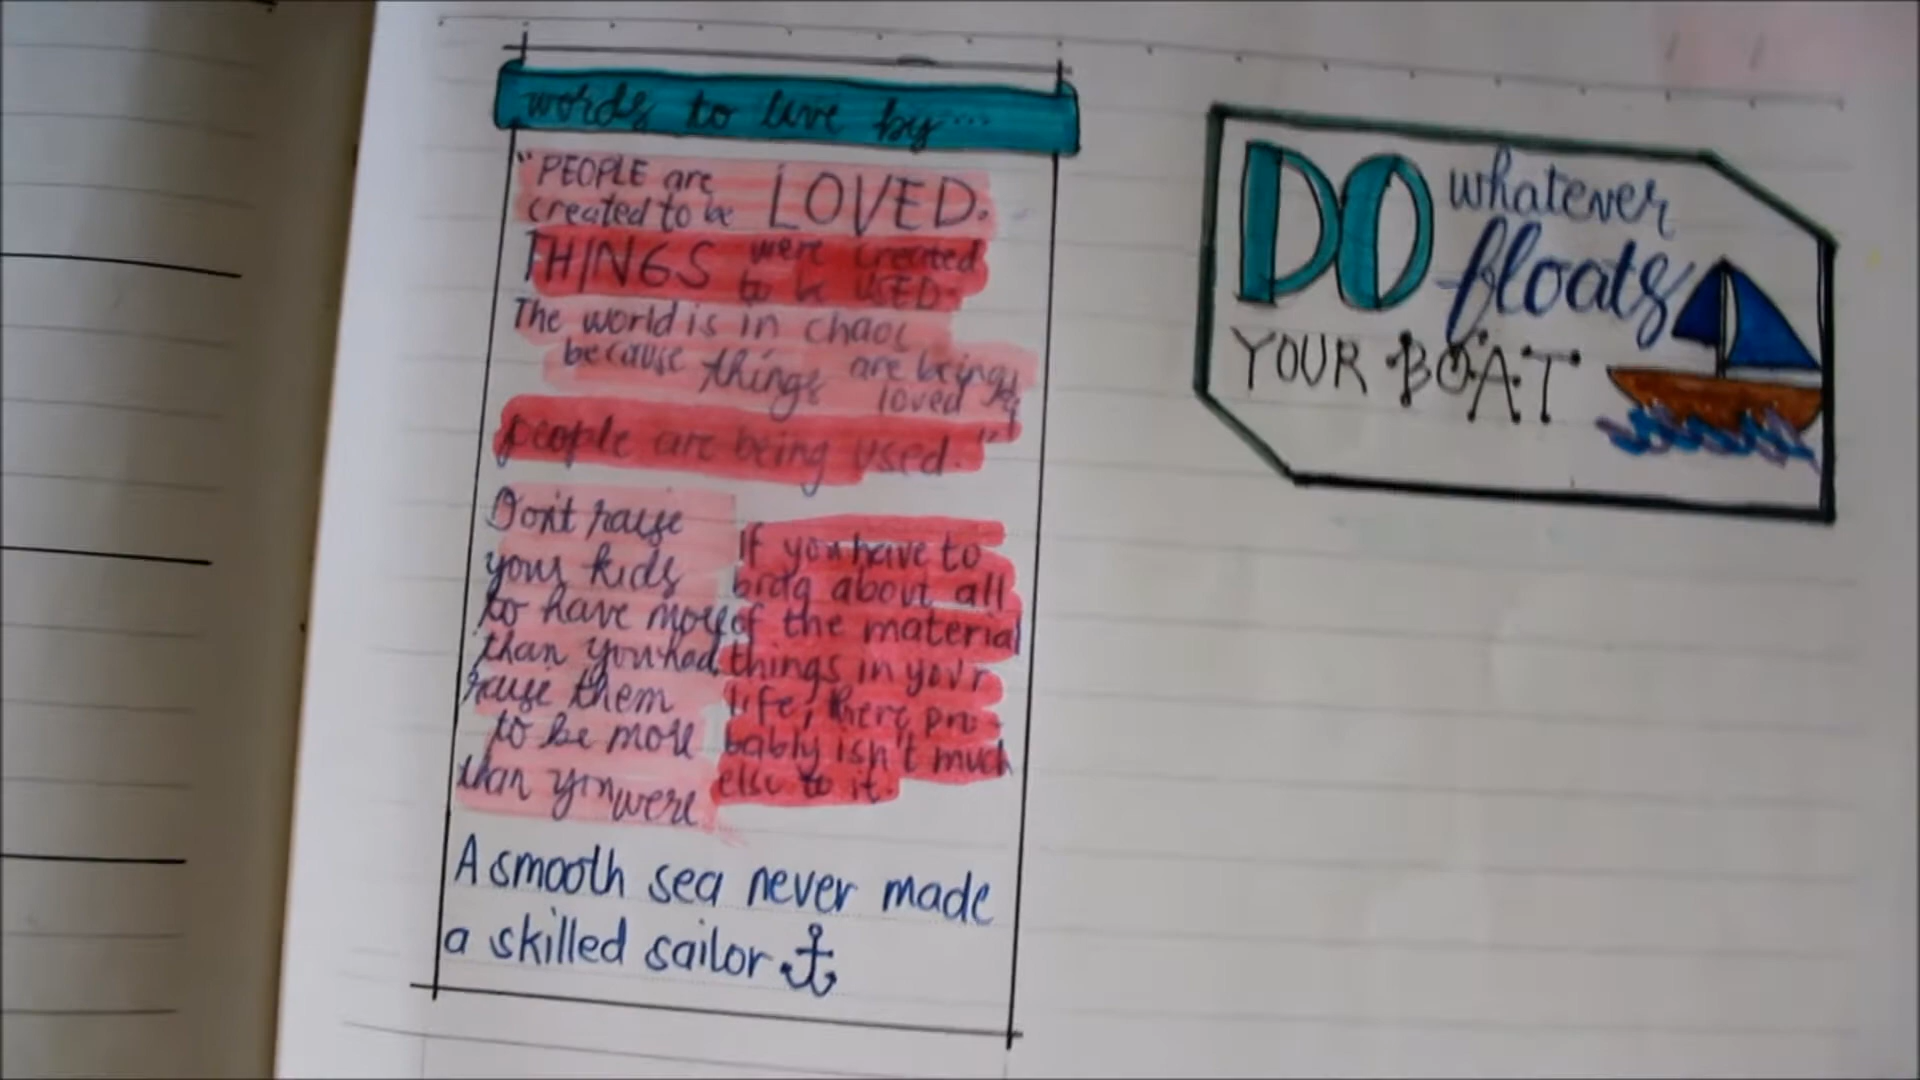 words to live by...
"PEOPLE are
created to be LOVED.
THINGS were created
to be USED.
The world is in chaos
because things are being
loved &
people are being used."
Don't raise
your kids
to have more
than you had,
raise them
to be more
than you were
If you have to
brag about all
of the material
things in your
life, there pro-
bably isn't much
else to it.
A smooth sea never made
a skilled sailor
DO whatever
floats
YOUR BOAT